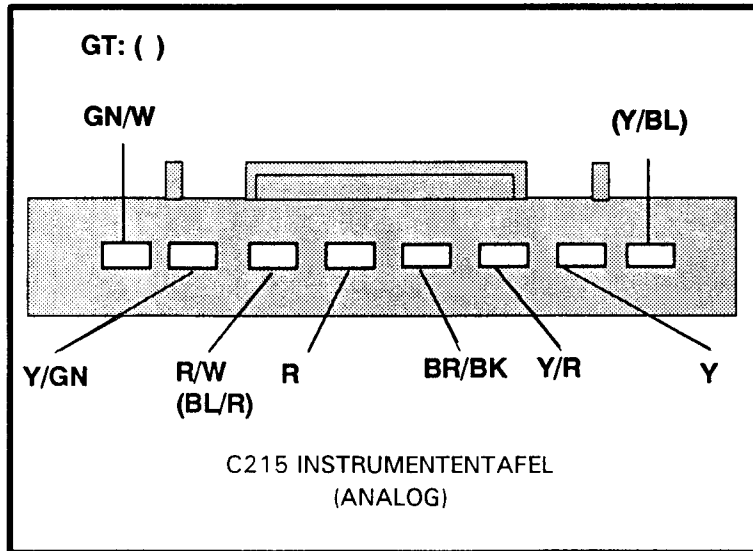 GT: ( )
GN/W (Y/BL)
Y/GN R/W R BR/BK Y/R Y
(BL/R)
C215 INSTRUMENTENTAFEL
(ANALOG)